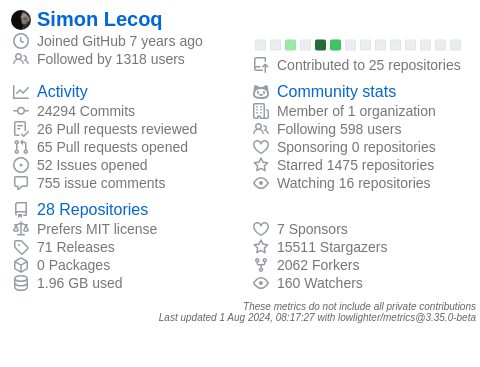 Simon Lecoq
Joined GitHub 7 years ago
Followed by 1318 users
Contributed to 25 repositories
Activity
24294 Commits
26 Pull requests reviewed
65 Pull requests opened
52 Issues opened
755 issue comments
Community stats
Member of 1 organization
Following 598 users
Sponsoring 0 repositories
Starred 1475 repositories
Watching 16 repositories
28 Repositories
Prefers MIT license
71 Releases
0 Packages
1.96 GB used
7 Sponsors
15511 Stargazers
2062 Forkers
160 Watchers
These metrics do not include all private contributions
Last updated 1 Aug 2024, 08:17:27 with lowlighter/metrics@3.35.0-beta